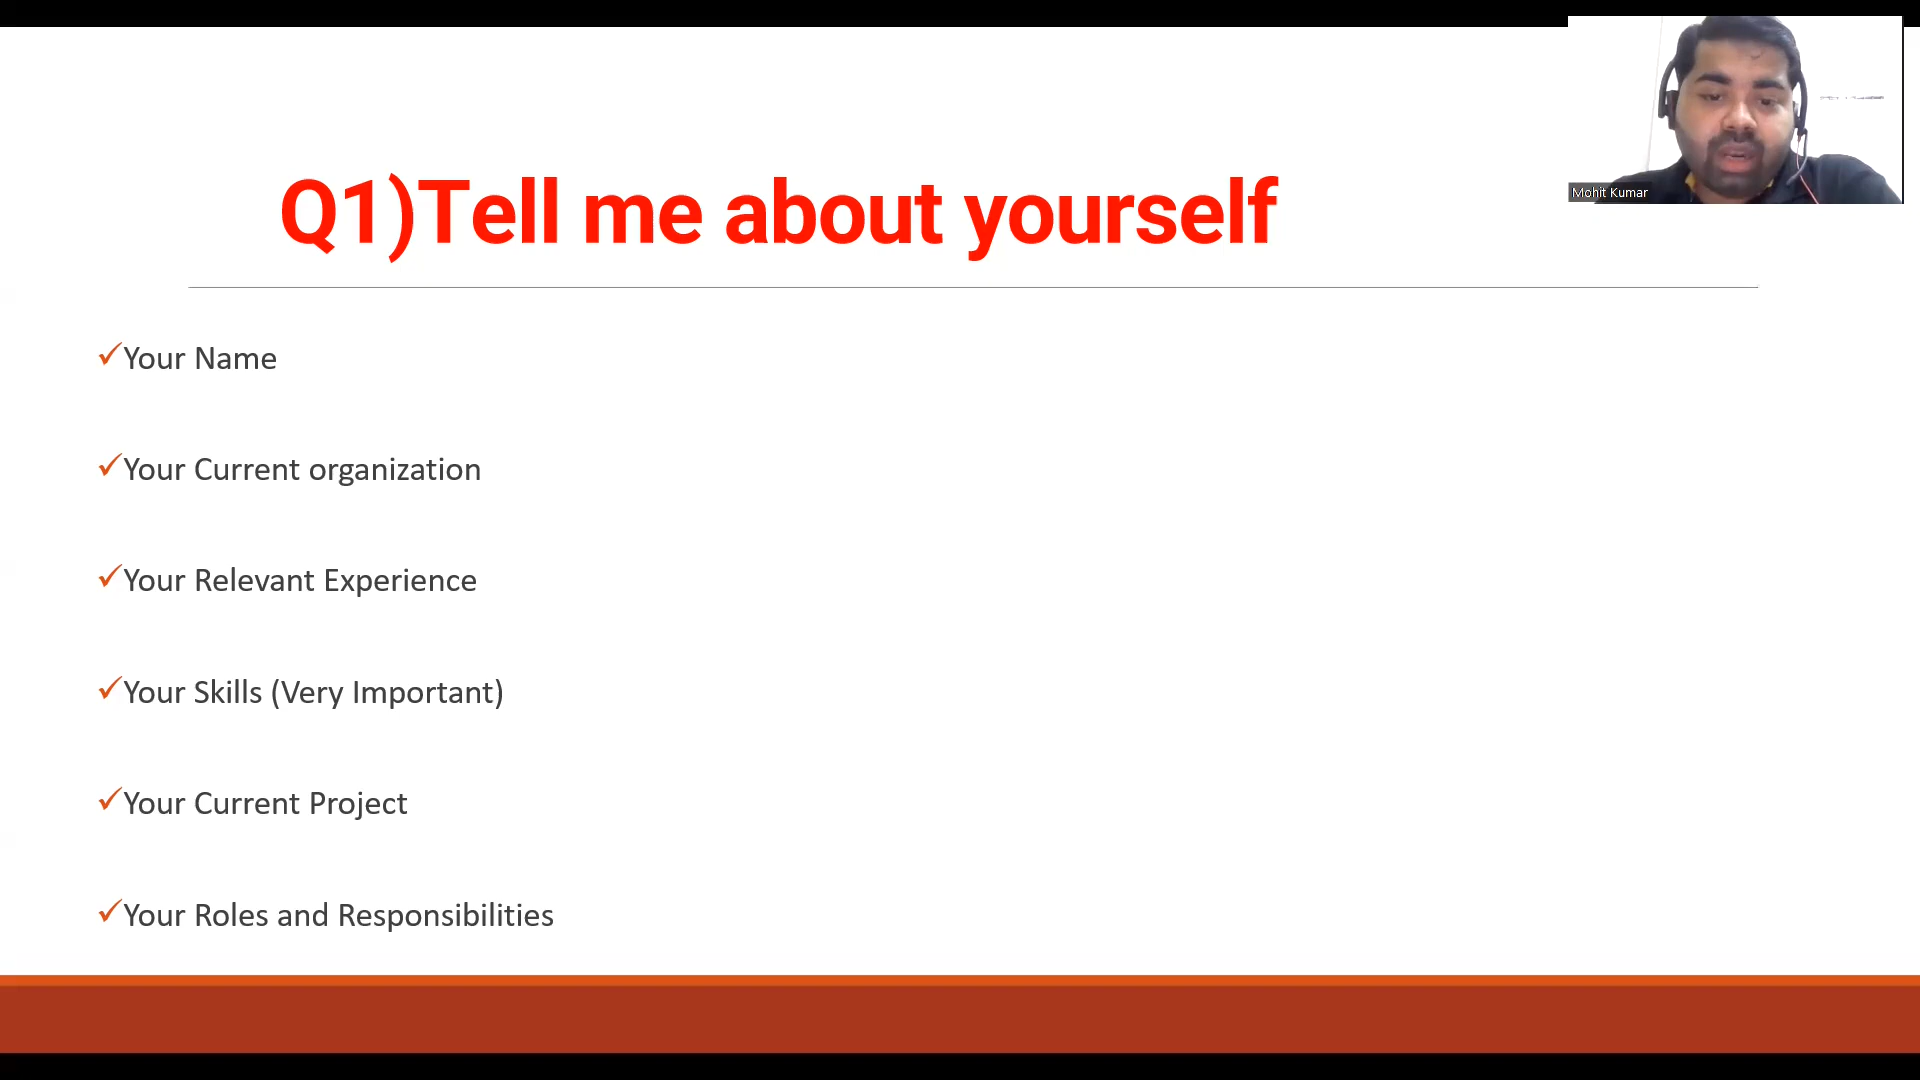 Mohit Kumar
Q1)Tell me about yourself
✓Your Name
✓Your Current organization
✓Your Relevant Experience
✓Your Skills (Very Important)
✓Your Current Project
✓Your Roles and Responsibilities